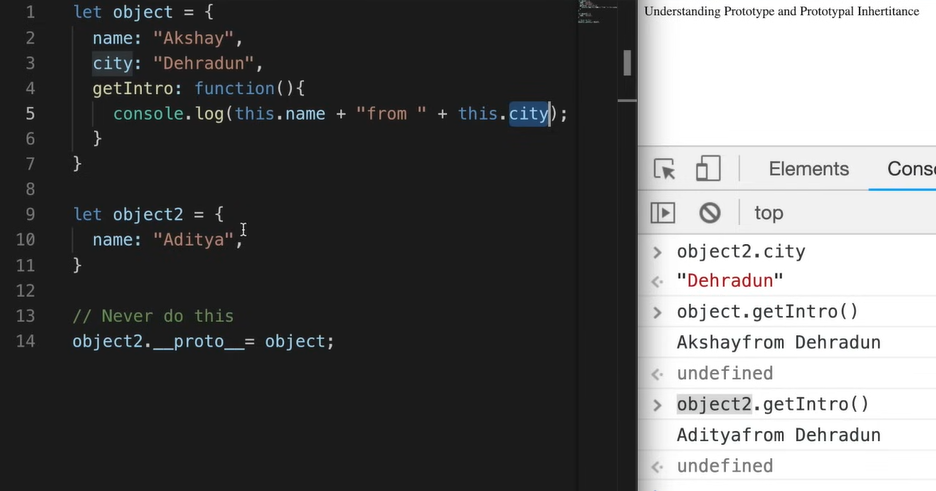 1 let object = {
2 name: "Akshay",
3 city: "Dehradun",
4 getIntro: function(){
5 console.log(this.name + "from " + this.city);
6 }
7 }
8
9 let object2 = {
10 name: "Aditya",
11 }
12
13 // Never do this
14 object2.__proto__= object;
Understanding Prototype and Prototypal Inhertitance
Elements Conso
top
> object2.city
"Dehradun"
> object.getIntro()
Akshayfrom Dehradun
undefined
> object2.getIntro()
Adityafrom Dehradun
undefined